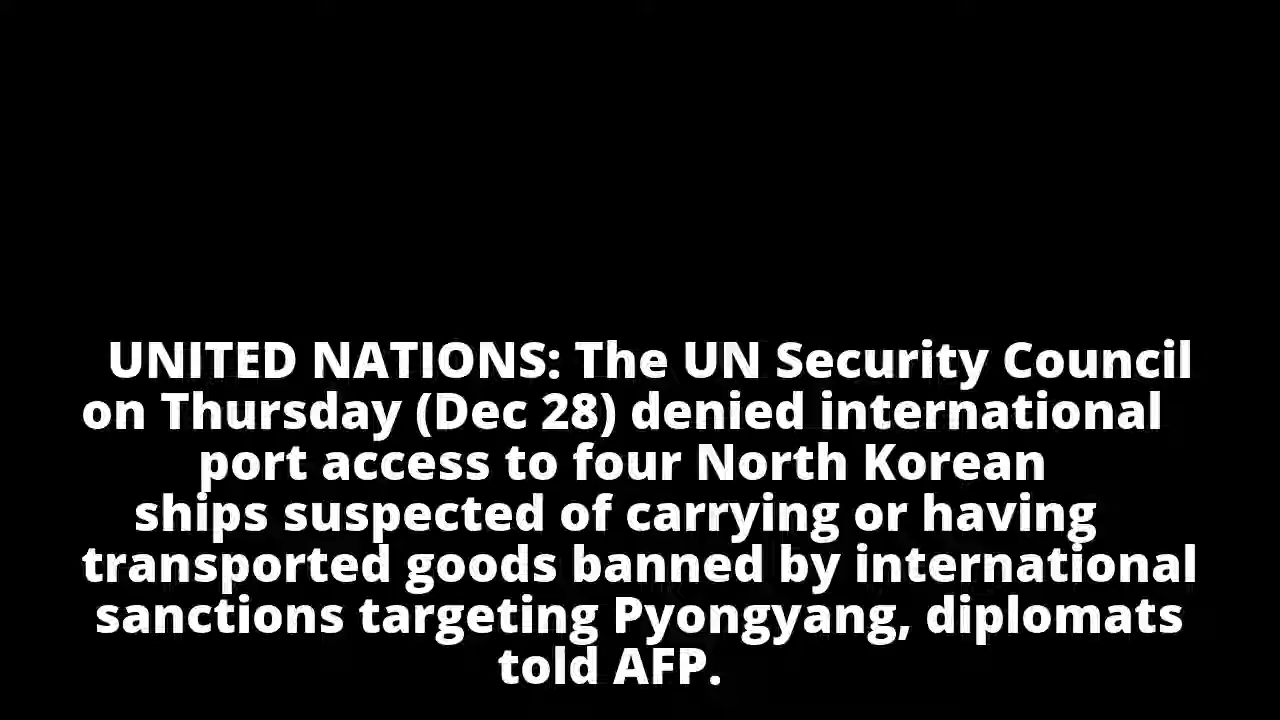 UNITED NATIONS: The UN Security Council
on Thursday (Dec 28) denied international
port access to four North Korean
ships suspected of carrying or having
transported goods banned by international
sanctions targeting Pyongyang, diplomats
told AFP.